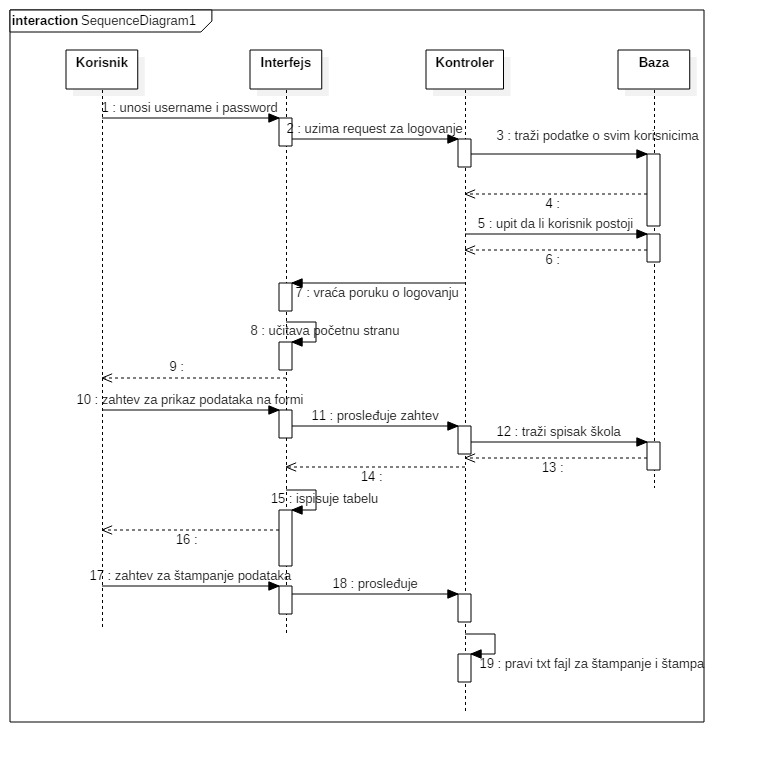 interaction SequenceDiagram1
Korisnik
Interfejs
Kontroler
Baza
1 : unosi username i password
2 : uzima request za logovanje
3 : traži podatke o svim korisnicima
4 :
5 : upit da li korisnik postoji
6 :
7 : vraća poruku o logovanju
8 : učitava početnu stranu
9 :
10 : zahtev za prikaz podataka na formi
11 : prosleđuje zahtev
12 : traži spisak škola
13 :
14 :
15 : ispisuje tabelu
16 :
17 : zahtev za štampanje podataka
18 : prosleđuje
19 : pravi txt fajl za štampanje i štampa